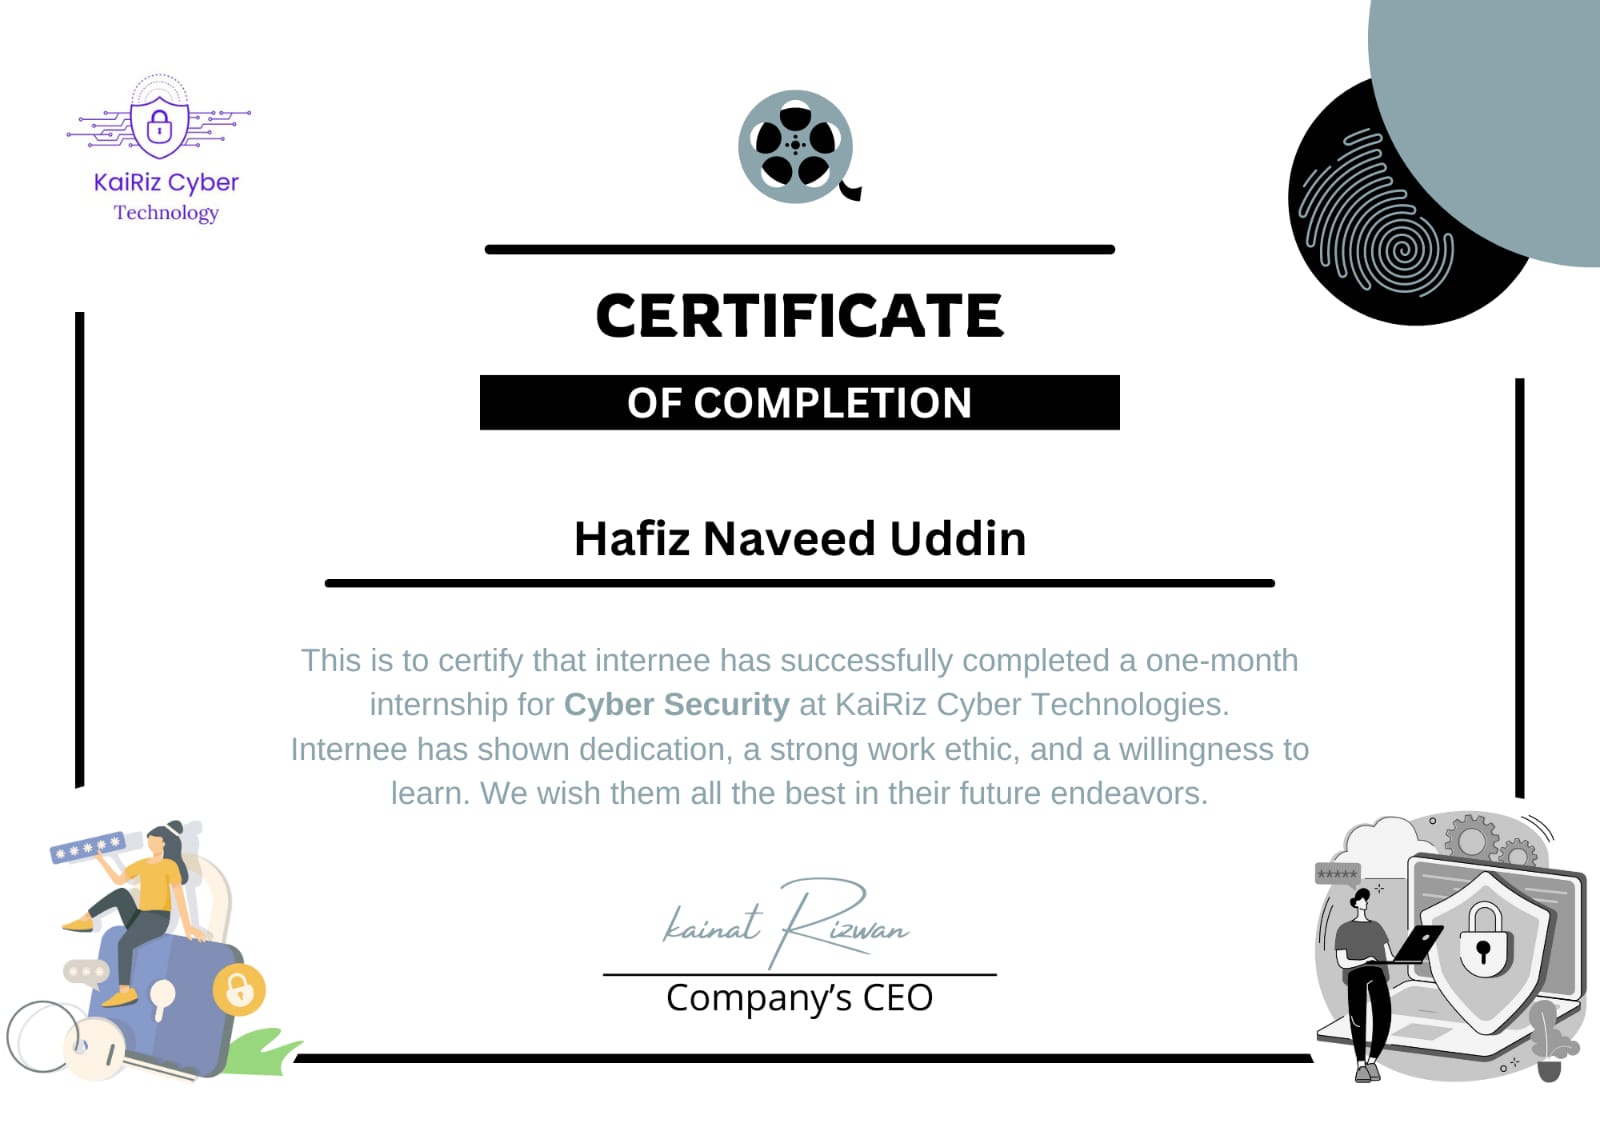 KaiRiz Cyber
Technology
CERTIFICATE
OF COMPLETION
Hafiz Naveed Uddin
This is to certify that internee has successfully completed a one-month
internship for Cyber Security at KaiRiz Cyber Technologies.
Internee has shown dedication, a strong work ethic, and a willingness to
learn. We wish them all the best in their future endeavors.
kainat Rizwan
Company’s CEO